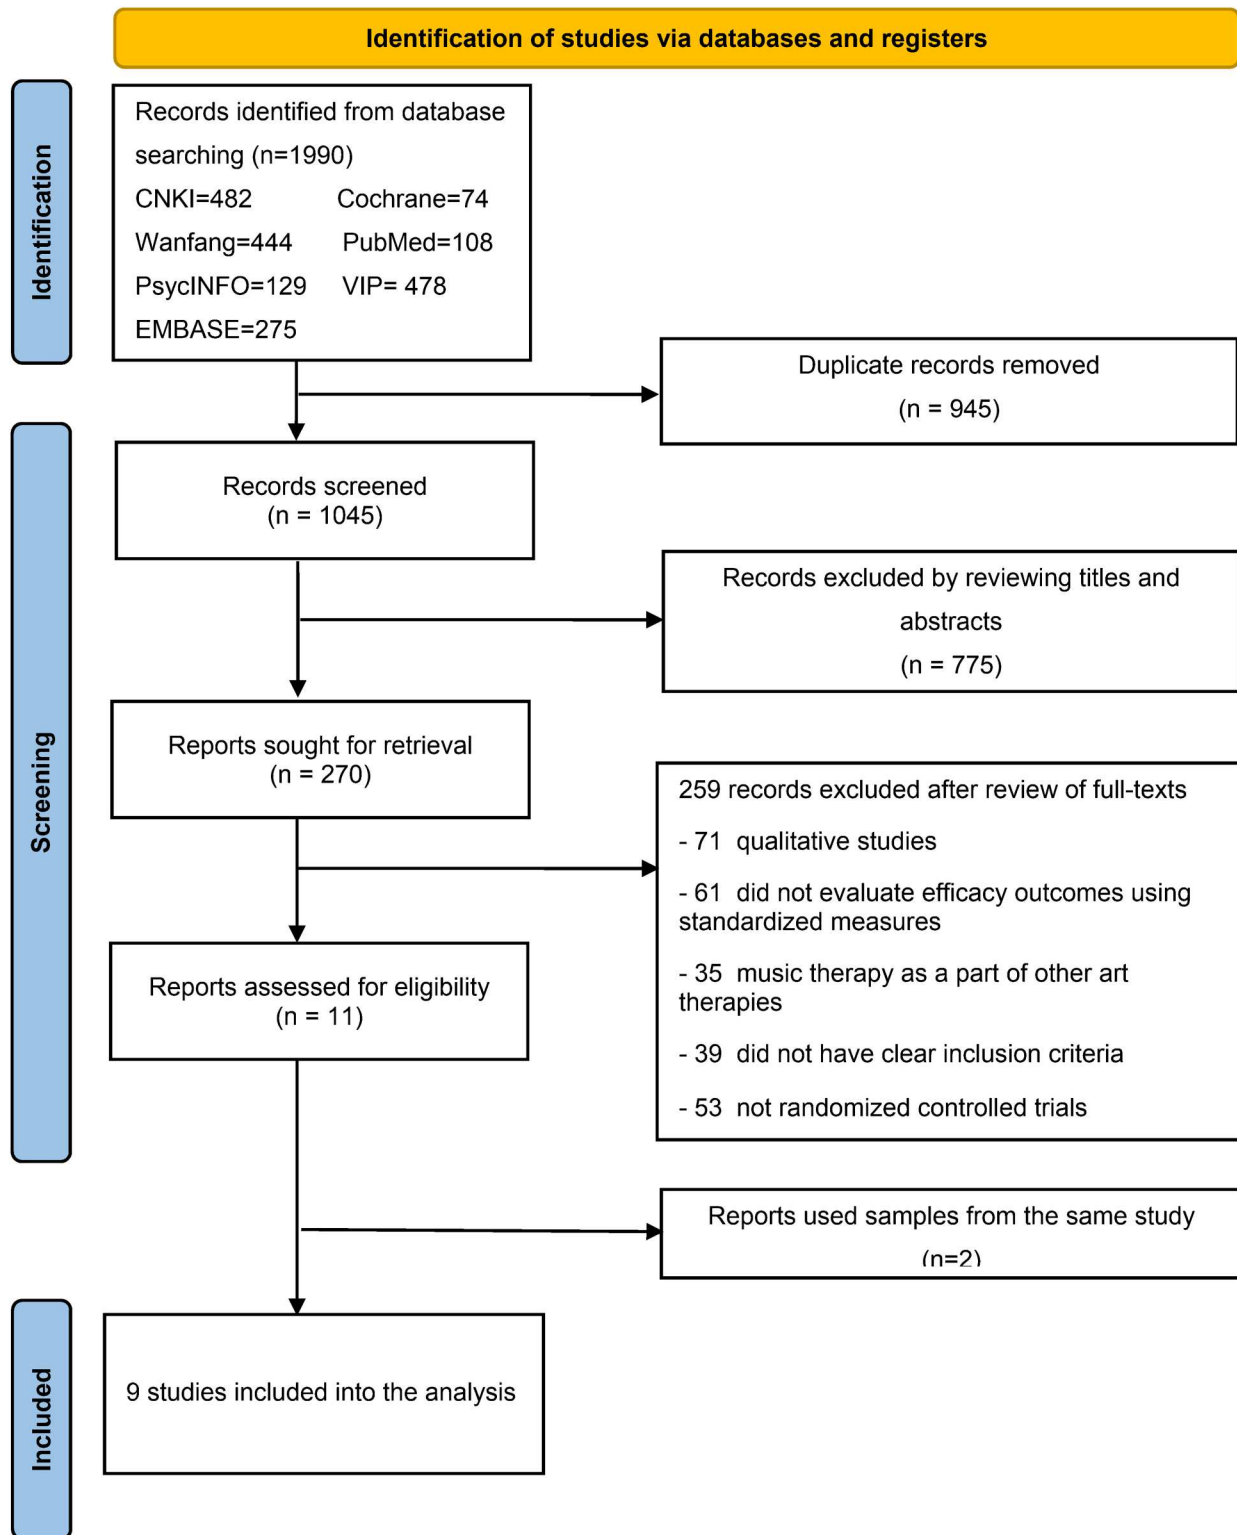 Identification of studies via databases and registers
Identification
Records identified from database
searching (n=1990)
CNKI=482 Cochrane=74
Wanfang=444 PubMed=108
PsycINFO=129 VIP= 478
EMBASE=275
Duplicate records removed
(n = 945)
Screening
Records screened
(n = 1045)
Records excluded by reviewing titles and
abstracts
(n = 775)
Reports sought for retrieval
(n = 270)
259 records excluded after review of full-texts
- 71 qualitative studies
- 61 did not evaluate efficacy outcomes using
standardized measures
- 35 music therapy as a part of other art
therapies
- 39 did not have clear inclusion criteria
- 53 not randomized controlled trials
Reports assessed for eligibility
(n = 11)
Reports used samples from the same study
(n=2)
Included
9 studies included into the analysis